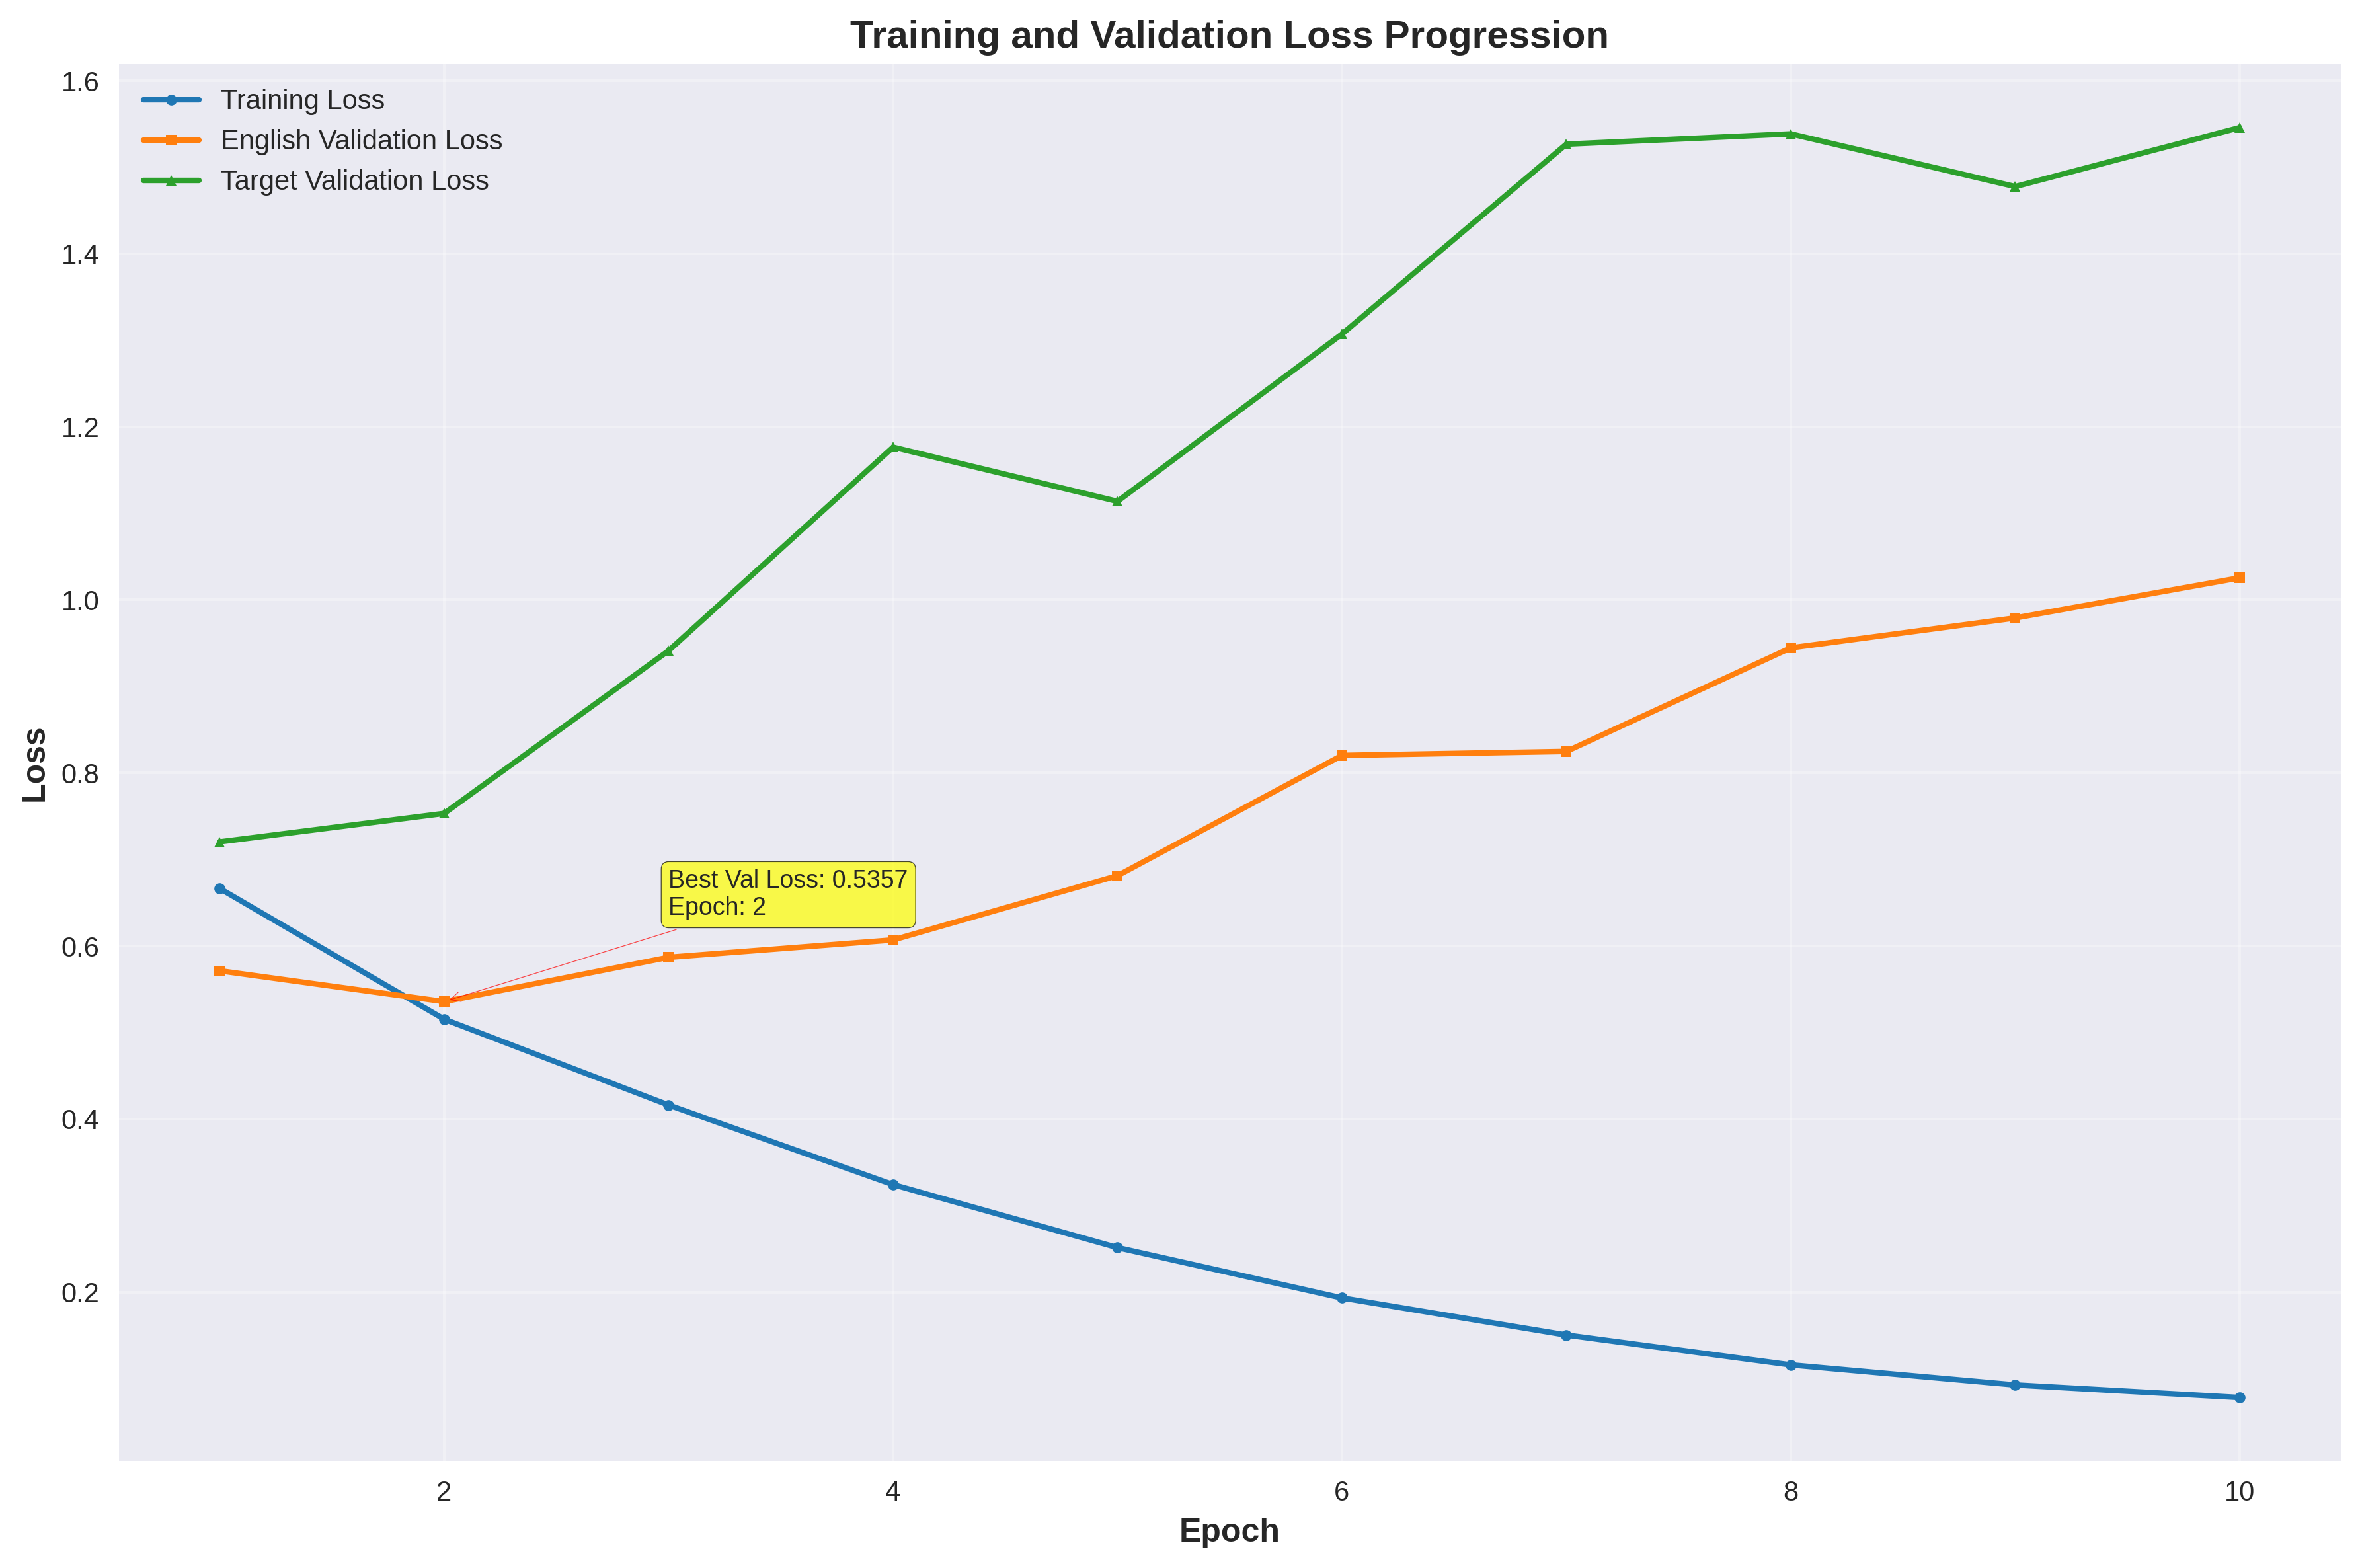 Training and Validation Loss Progression
Training Loss
English Validation Loss
Target Validation Loss
1.6
1.4
1.2
1.0
0.8
0.6
0.4
0.2
Loss
Best Val Loss: 0.5357
Epoch: 2
2
4
6
8
10
Epoch